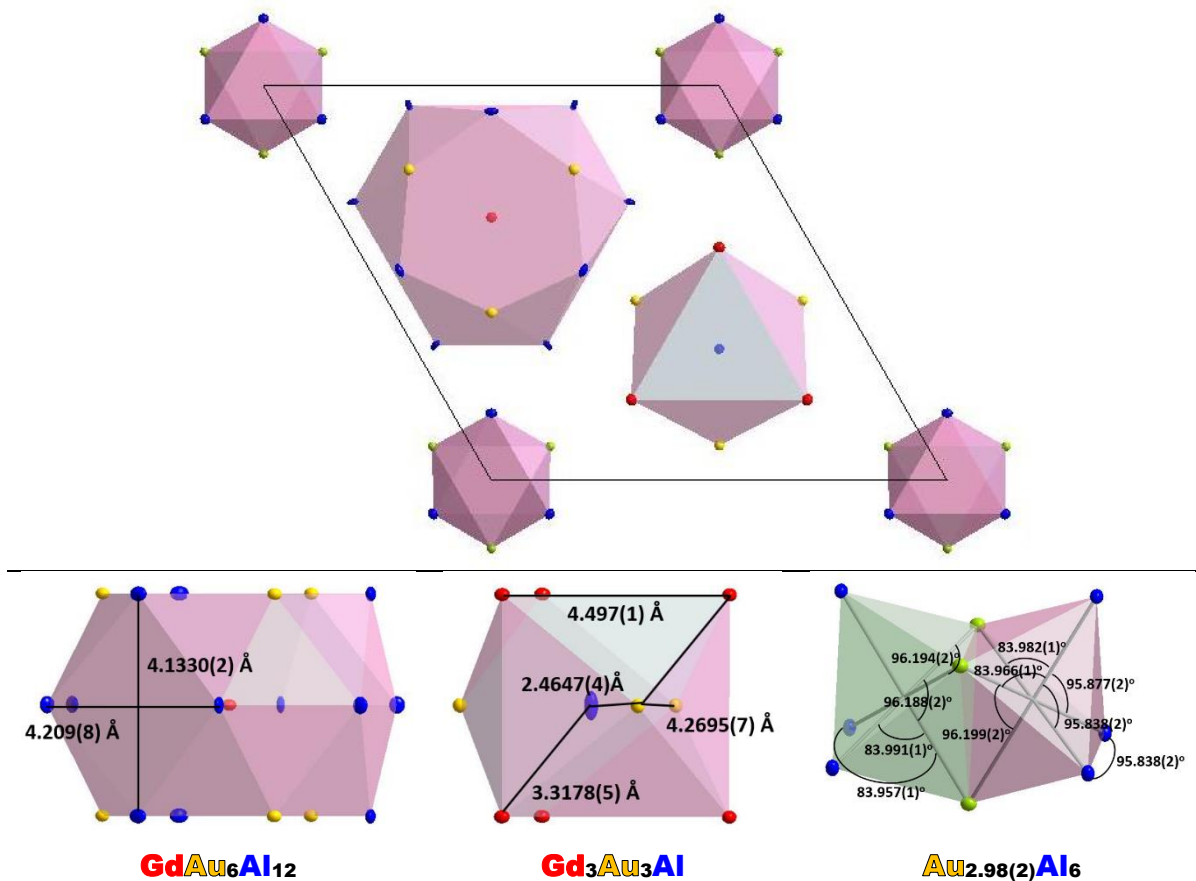 4.1330(2) Å
4.209(8) Å
GdAu₆Al₁₂
4.497(1) Å
2.4647(4) Å
4.2695(7) Å
3.3178(5) Å
Gd₃Au₃Al
96.194(2)º
83.982(1)º
83.966(1)º
95.877(2)º
96.188(2)º
95.838(2)º
96.199(2)º
83.991(1)º
95.838(2)º
83.957(1)º
Au₂.₉₈₍₂₎Al₆